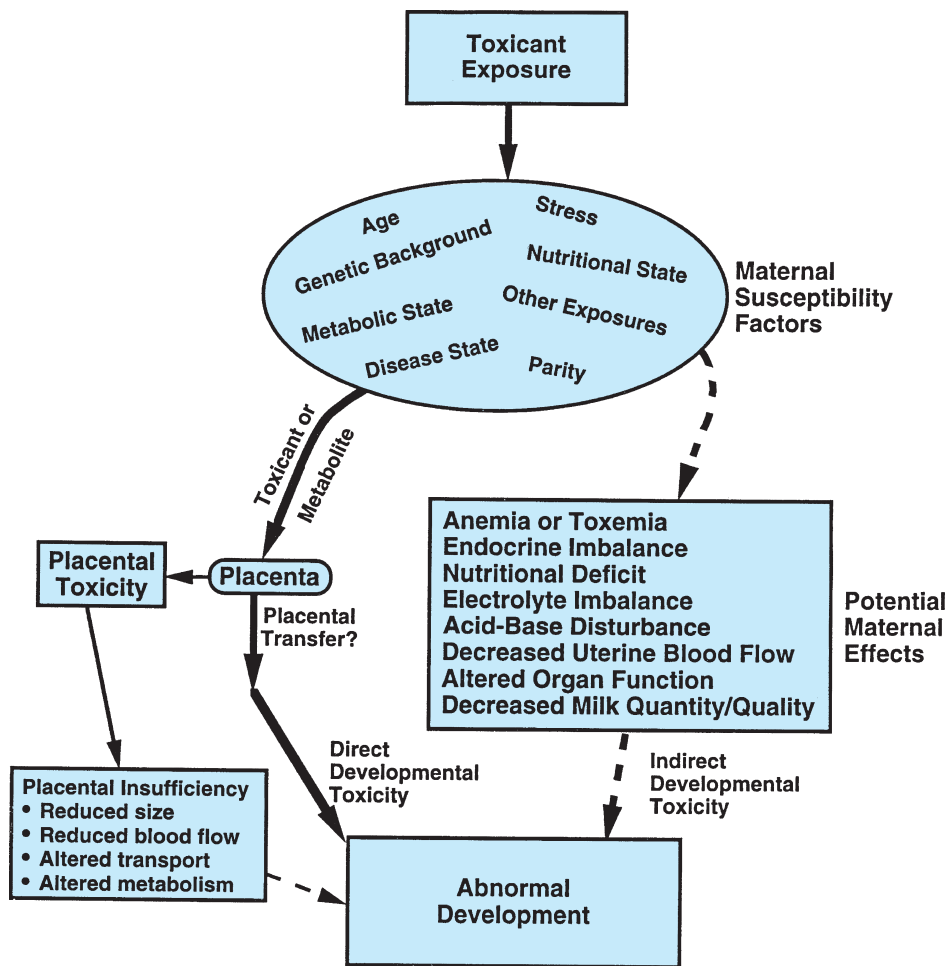 Toxicant
Exposure
Age
Stress
Genetic Background
Nutritional State
Metabolic State
Other Exposures
Disease State
Parity
Maternal
Susceptibility
Factors
Toxicant or
Metabolite
Placental
Toxicity
Placenta
Placental
Transfer?
Anemia or Toxemia
Endocrine Imbalance
Nutritional Deficit
Electrolyte Imbalance
Acid-Base Disturbance
Decreased Uterine Blood Flow
Altered Organ Function
Decreased Milk Quantity/Quality
Potential
Maternal
Effects
Direct
Developmental
Toxicity
Indirect
Developmental
Toxicity
Placental Insufficiency
• Reduced size
• Reduced blood flow
• Altered transport
• Altered metabolism
Abnormal
Development